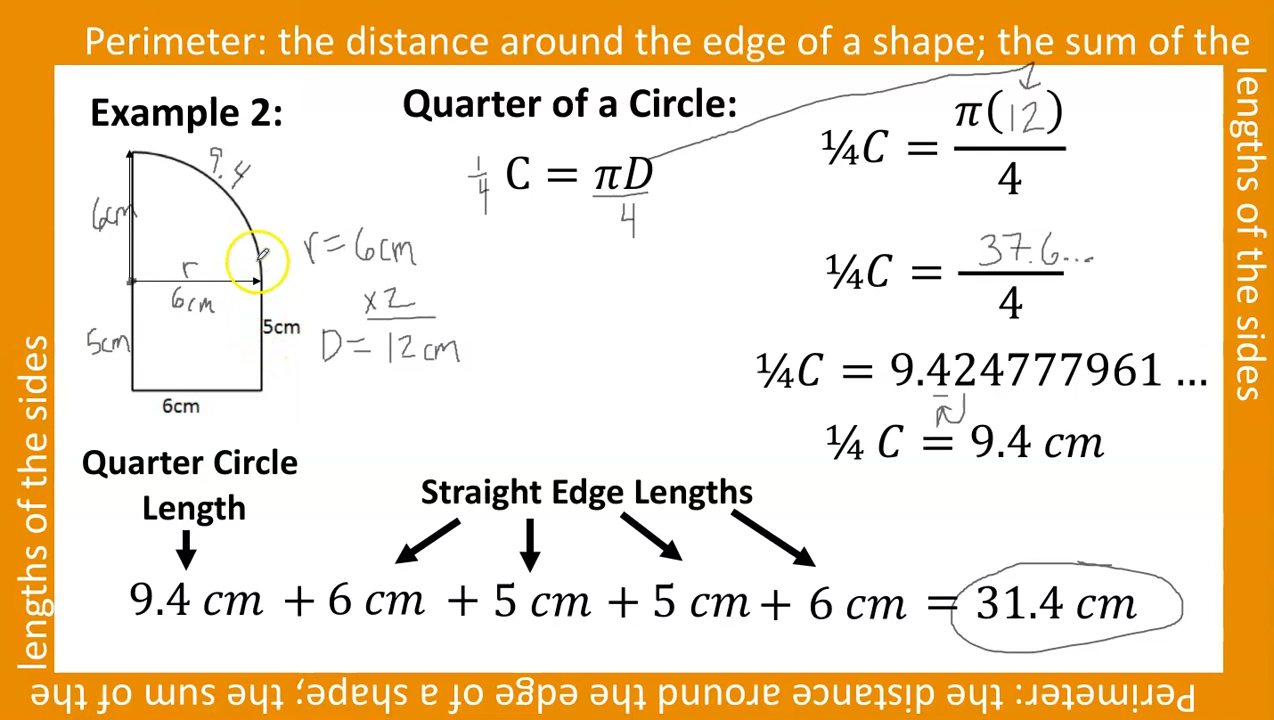 Perimeter: the distance around the edge of a shape; the sum of the
lengths of the sides
Example 2:
Quarter of a Circle:
9.4
6cm
r
6cm
5cm
5cm
6cm
r = 6cm
x2
D = 12cm
1/4 C = πD/4
¼C = π(12)/4
¼C = 37.6.../4
¼C = 9.424777961 ...
¼ C = 9.4 cm
Quarter Circle
Length
Straight Edge Lengths
9.4 cm + 6 cm + 5 cm + 5 cm + 6 cm = 31.4 cm
Perimeter: the distance around the edge of a shape; the sum of the
lengths of the sides